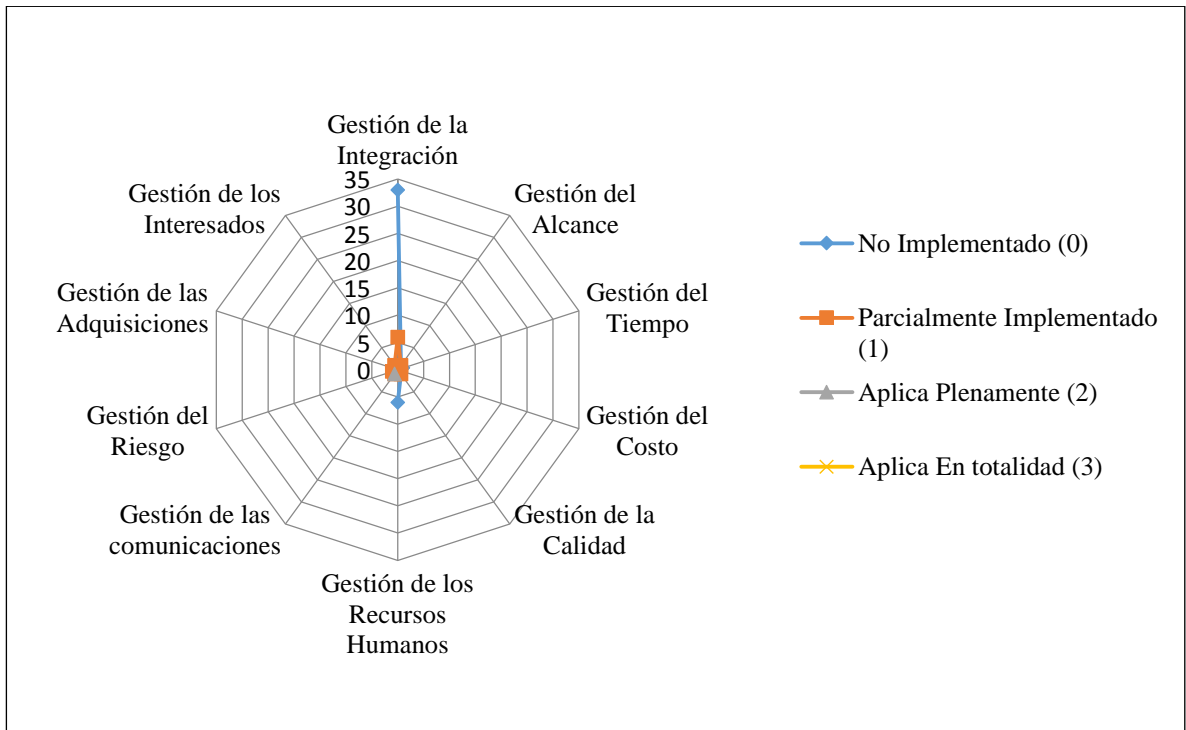 Gestión de la
Integración
Gestión del
Alcance
Gestión del
Tiempo
Gestión del
Costo
Gestión de la
Calidad
Gestión de los
Recursos
Humanos
Gestión de las
comunicaciones
Gestión del
Riesgo
Gestión de las
Adquisiciones
Gestión de los
Interesados
35
30
25
20
15
10
5
0
No Implementado (0)
Parcialmente Implementado
(1)
Aplica Plenamente (2)
Aplica En totalidad (3)